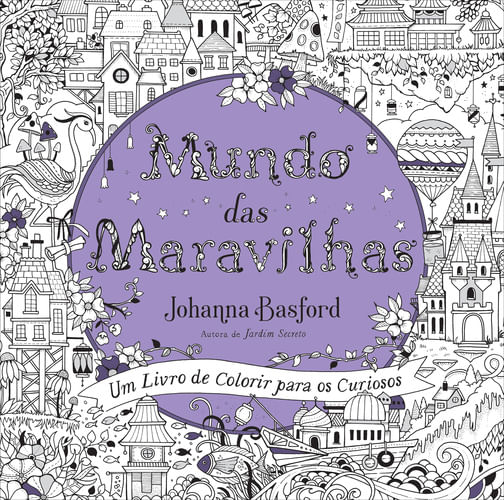 Mundo
das
Maravilhas
Johanna Basford
Autora de Jardim Secreto
Um Livro de Colorir para os Curiosos